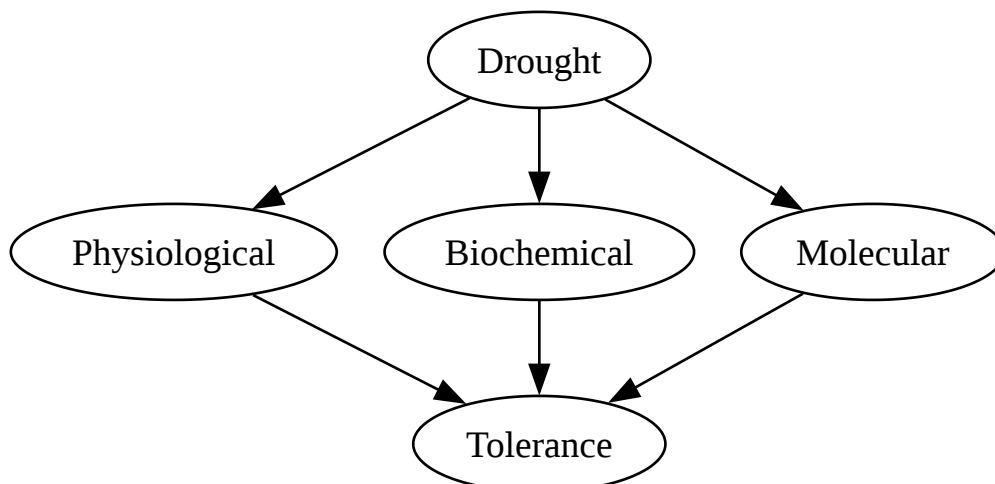 Drought
Physiological
Biochemical
Molecular
Tolerance